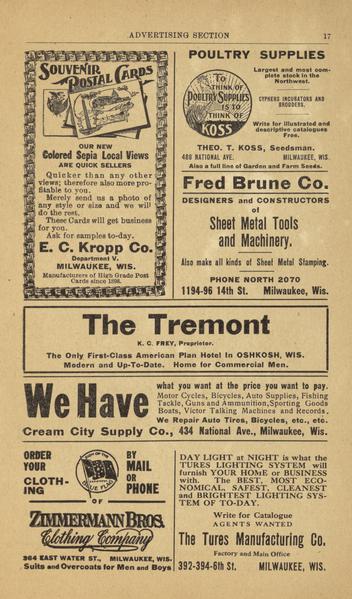 ADVERTISING SECTION 17
SOUVENIR
POSTAL CARDS
OUR NEW
Colored Sepia Local Views
ARE QUICK SELLERS
Quicker than any other
views; therefore also more pro-
fitable to you.
Merely send us a photo of
any style or size and we will
do the rest.
These Cards will get business
for you.
Ask for samples to-day.
E. C. Kropp Co.
Department V.
MILWAUKEE, WIS.
Manufacturers of High Grade Post
Cards since 1898.
POULTRY SUPPLIES
To
THINK OF
POULTRY SUPPLIES
IS TO
THINK OF
KOSS
Largest and most com-
plete stock in the
Northwest.
CYPHERS INCUBATORS AND
BROODERS.
Write for illustrated and
descriptive catalogues
Free.
THEO. T. KOSS, Seedsman.
480 NATIONAL AVE. MILWAUKEE, WIS.
Also a full line of Garden and Farm Seeds.
Fred Brune Co.
DESIGNERS and CONSTRUCTORS
of
Sheet Metal Tools
and Machinery.
Also make all kinds of Sheet Metal Stamping.
PHONE NORTH 2070
1194-96 14th St. Milwaukee, Wis.
The Tremont
K. C. FREY, Proprietor.
The Only First-Class American Plan Hotel in OSHKOSH, WIS.
Modern and Up-To-Date. Home for Commercial Men.
We Have
what you want at the price you want to pay.
Motor Cycles, Bicycles, Auto Supplies, Fishing
Tackle, Guns and Ammunition, Sporting Goods
Boats, Victor Talking Machines and Records.
We Repair Auto Tires, Bicycles, etc., etc.
Cream City Supply Co., 434 National Ave., Milwaukee, Wis.
ORDER
YOUR
CLOTH-
ING
BLUE FLAG
BY
MAIL
OR
PHONE
OF
ZIMMERMANN BROS.
Clothing Company
364 EAST WATER ST., MILWAUKEE, WIS.
Suits and Overcoats for Men and Boys
DAY LIGHT at NIGHT is what the
TURES LIGHTING SYSTEM will
furnish YOUR HOME or BUSINESS
with. The BEST, MOST ECO-
NOMICAL, SAFEST, CLEANEST
and BRIGHTEST LIGHTING SYS-
TEM OF TO-DAY.
Write for Catalogue
AGENTS WANTED
The Tures Manufacturing Co.
Factory and Main Office
392-394-6th St. MILWAUKEE, WIS.